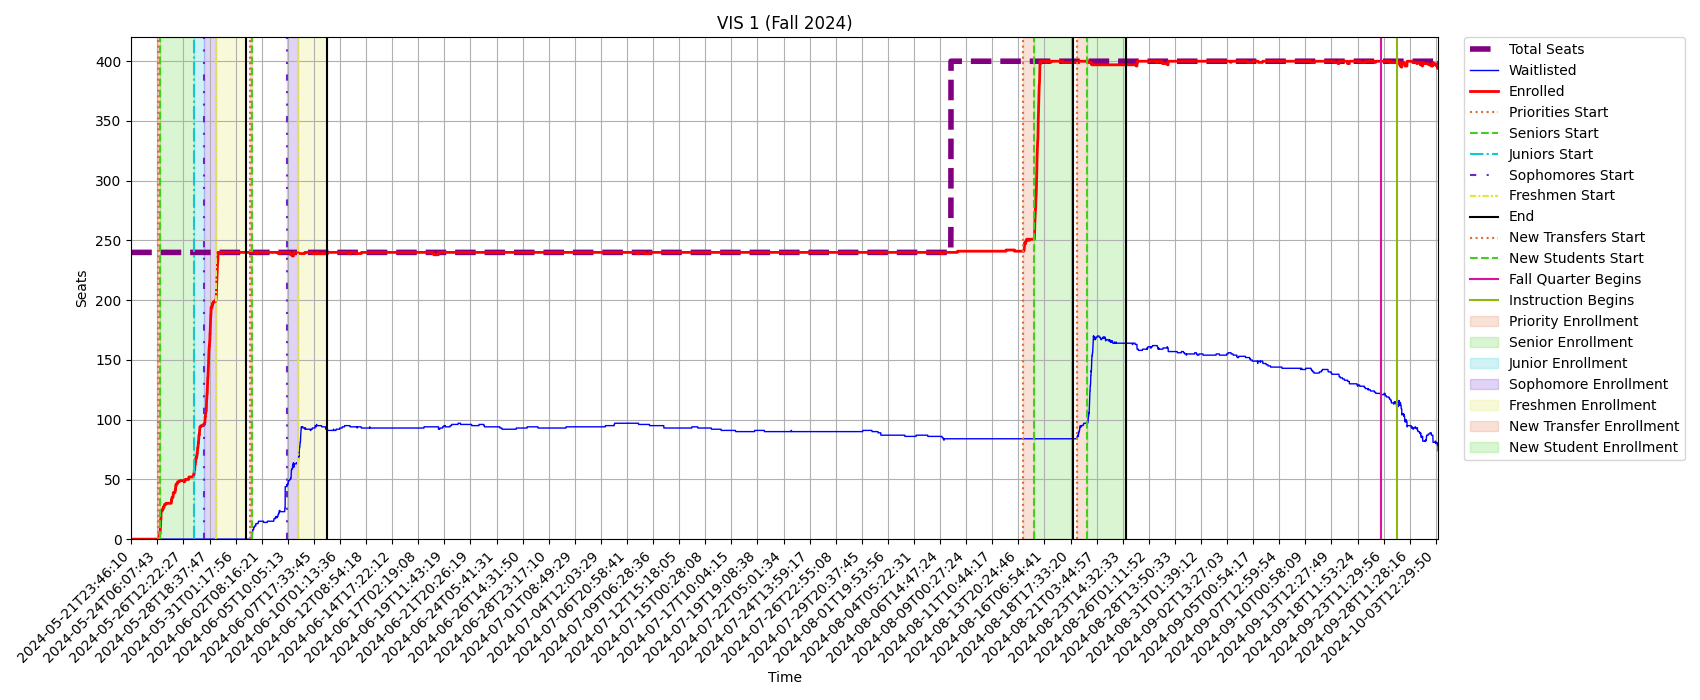 VIS 1 (Fall 2024)
Seats
400
350
300
250
200
150
100
50
0
2024-05-21T23:46:10
2024-05-24T06:07:43
2024-05-26T12:22:27
2024-05-28T18:37:47
2024-05-31T01:17:56
2024-06-02T08:16:21
2024-06-05T10:05:13
2024-06-07T17:33:45
2024-06-10T01:13:36
2024-06-12T08:54:18
2024-06-14T17:22:12
2024-06-17T02:19:08
2024-06-19T11:43:19
2024-06-21T20:26:19
2024-06-24T05:41:31
2024-06-26T14:31:50
2024-06-28T23:17:10
2024-07-01T08:49:29
2024-07-04T12:03:29
2024-07-06T20:58:41
2024-07-09T06:28:36
2024-07-12T15:18:05
2024-07-15T00:28:08
2024-07-17T10:04:15
2024-07-19T19:08:38
2024-07-22T05:01:34
2024-07-24T13:59:17
2024-07-26T22:55:08
2024-07-29T20:37:45
2024-08-01T19:53:56
2024-08-04T05:22:31
2024-08-06T14:47:24
2024-08-09T00:27:24
2024-08-11T10:44:17
2024-08-13T20:24:46
2024-08-16T06:54:41
2024-08-18T17:33:20
2024-08-21T03:44:57
2024-08-23T14:32:33
2024-08-26T01:11:52
2024-08-28T13:50:33
2024-08-31T01:39:12
2024-09-02T13:27:03
2024-09-05T00:54:17
2024-09-07T12:59:54
2024-09-10T00:58:09
2024-09-13T12:27:49
2024-09-18T11:53:24
2024-09-23T11:29:56
2024-09-28T11:28:16
2024-10-03T12:29:50
Time
Total Seats
Waitlisted
Enrolled
Priorities Start
Seniors Start
Juniors Start
Sophomores Start
Freshmen Start
End
New Transfers Start
New Students Start
Fall Quarter Begins
Instruction Begins
Priority Enrollment
Senior Enrollment
Junior Enrollment
Sophomore Enrollment
Freshmen Enrollment
New Transfer Enrollment
New Student Enrollment